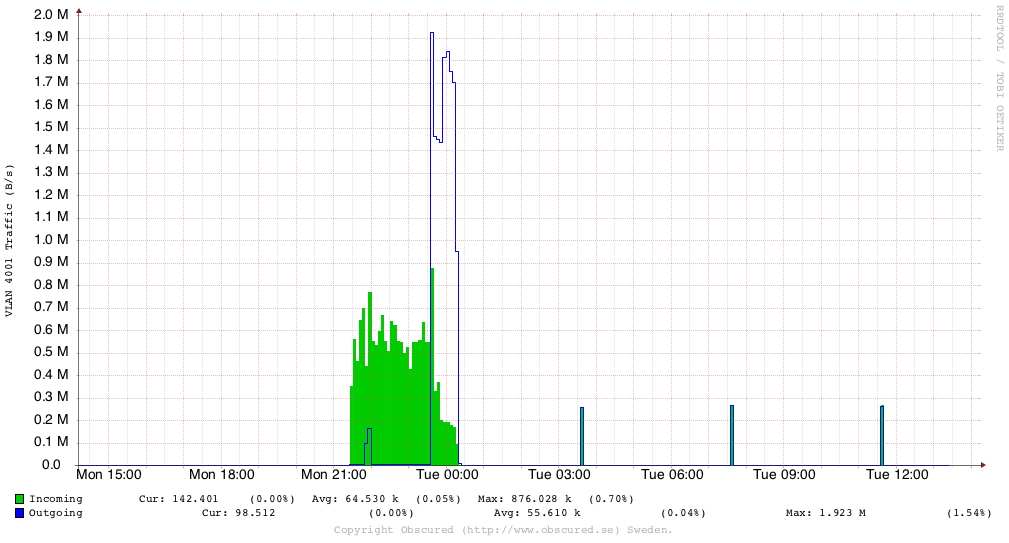 2.0 M
1.9 M
1.8 M
1.7 M
1.6 M
1.5 M
1.4 M
1.3 M
1.2 M
1.1 M
1.0 M
0.9 M
0.8 M
0.7 M
0.6 M
0.5 M
0.4 M
0.3 M
0.2 M
0.1 M
0.0
VLAN 4001 Traffic (B/s)
RRDTOOL / TOBI OETIKER
Mon 15:00 Mon 18:00 Mon 21:00 Tue 00:00 Tue 03:00 Tue 06:00 Tue 09:00 Tue 12:00
Incoming Cur: 142.401 (0.00%) Avg: 64.530 k (0.05%) Max: 876.028 k (0.70%)
Outgoing Cur: 98.512 (0.00%) Avg: 55.610 k (0.04%) Max: 1.923 M (1.54%)
Copyright Obscured (http://www.obscured.se) Sweden.